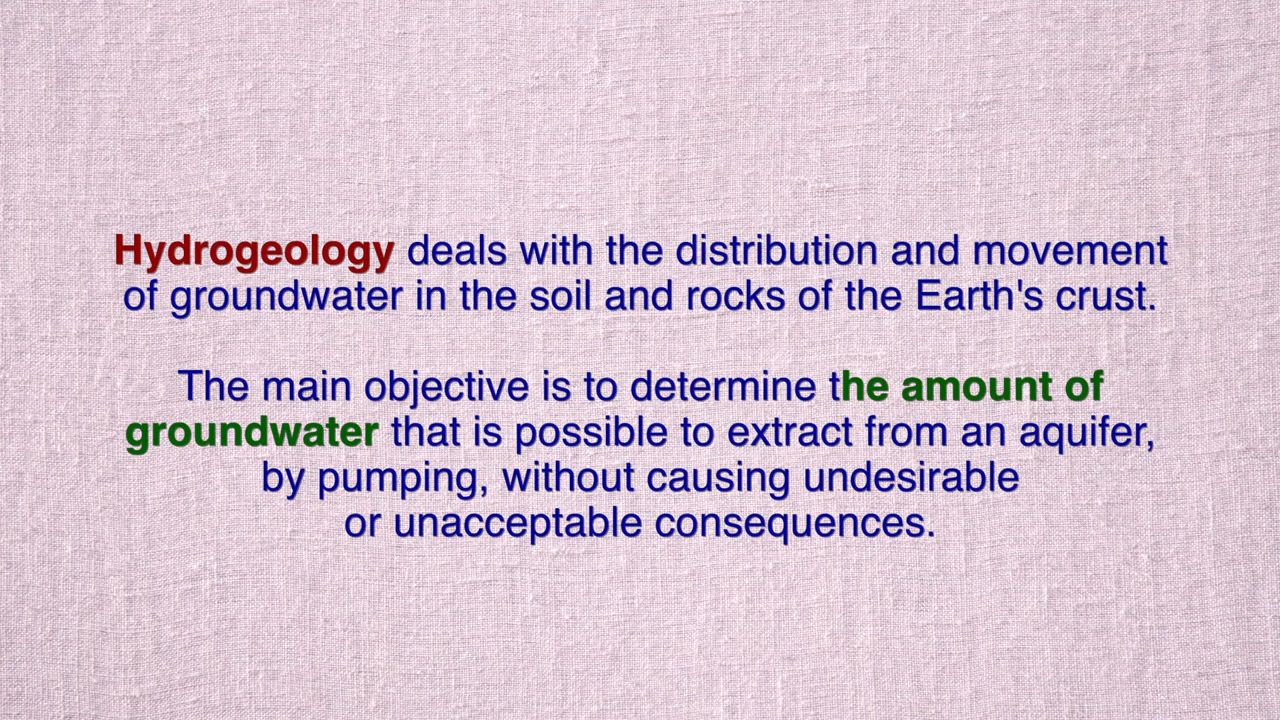 Hydrogeology deals with the distribution and movement
of groundwater in the soil and rocks of the Earth's crust.
The main objective is to determine the amount of
groundwater that is possible to extract from an aquifer,
by pumping, without causing undesirable
or unacceptable consequences.